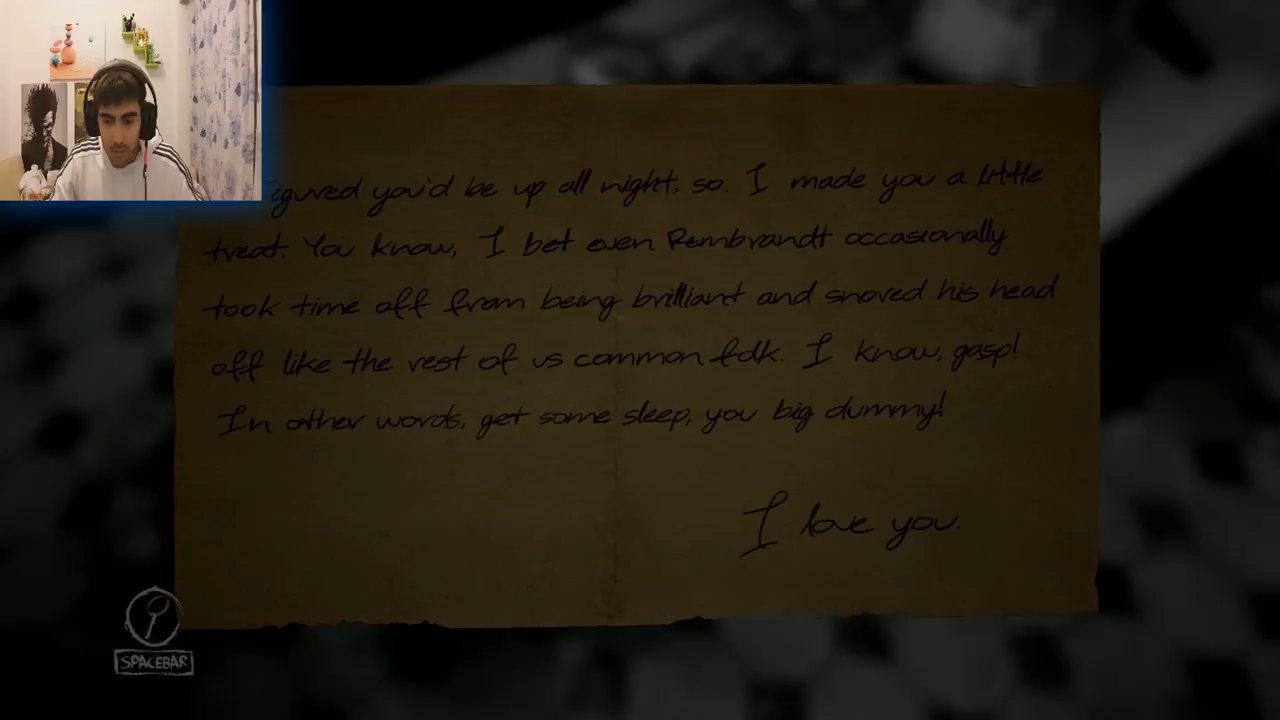 you'd be up all night, so. I made you a little
treat. You know, I bet even Rembrandt occasionally
took time off from being brilliant and snored his head
off like the rest of us common folk. I know, gasp!
In other words, get some sleep, you big dummy!
I love you.
SPACEBAR